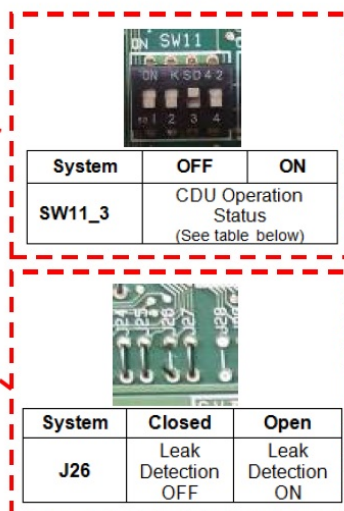 ON SW11
ON KSD42
1 2 3 4
System OFF ON
SW11_3 CDU Operation
Status
(See table below)
J24 J25 J26 J27 J28
System Closed Open
J26 Leak Leak
Detection Detection
OFF ON